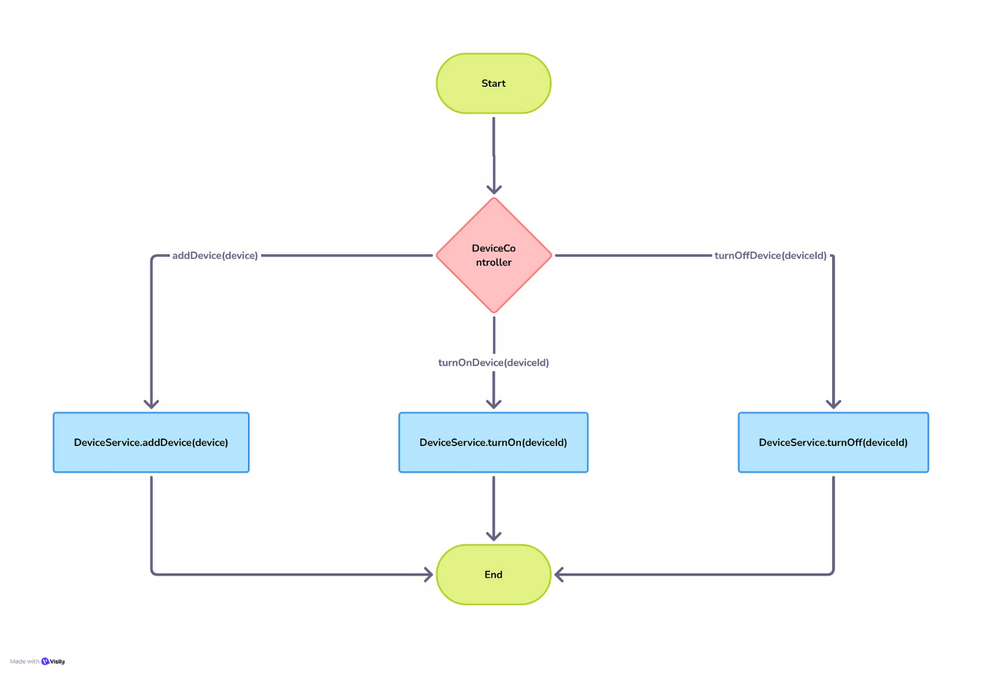 Start
DeviceCo
ntroller
addDevice(device)
turnOffDevice(deviceId)
turnOnDevice(deviceId)
DeviceService.addDevice(device)
DeviceService.turnOn(deviceId)
DeviceService.turnOff(deviceId)
End
Made with Visily